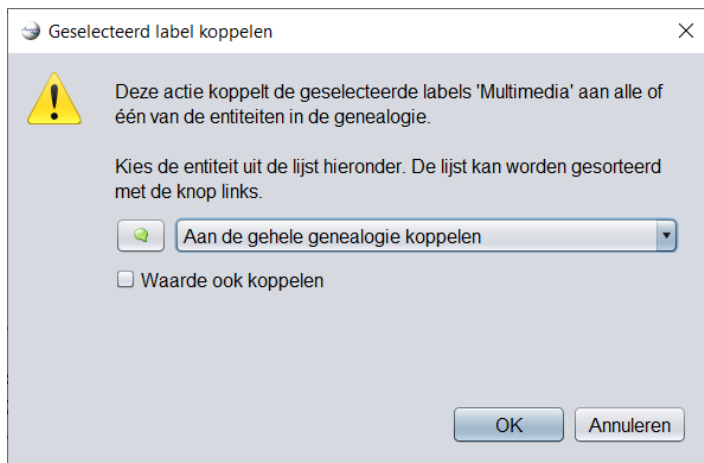 Geselecteerd label koppelen
Deze actie koppelt de geselecteerde labels 'Multimedia' aan alle of
één van de entiteiten in de genealogie.
Kies de entiteit uit de lijst hieronder. De lijst kan worden gesorteerd
met de knop links.
Aan de gehele genealogie koppelen
Waarde ook koppelen
OK
Annuleren